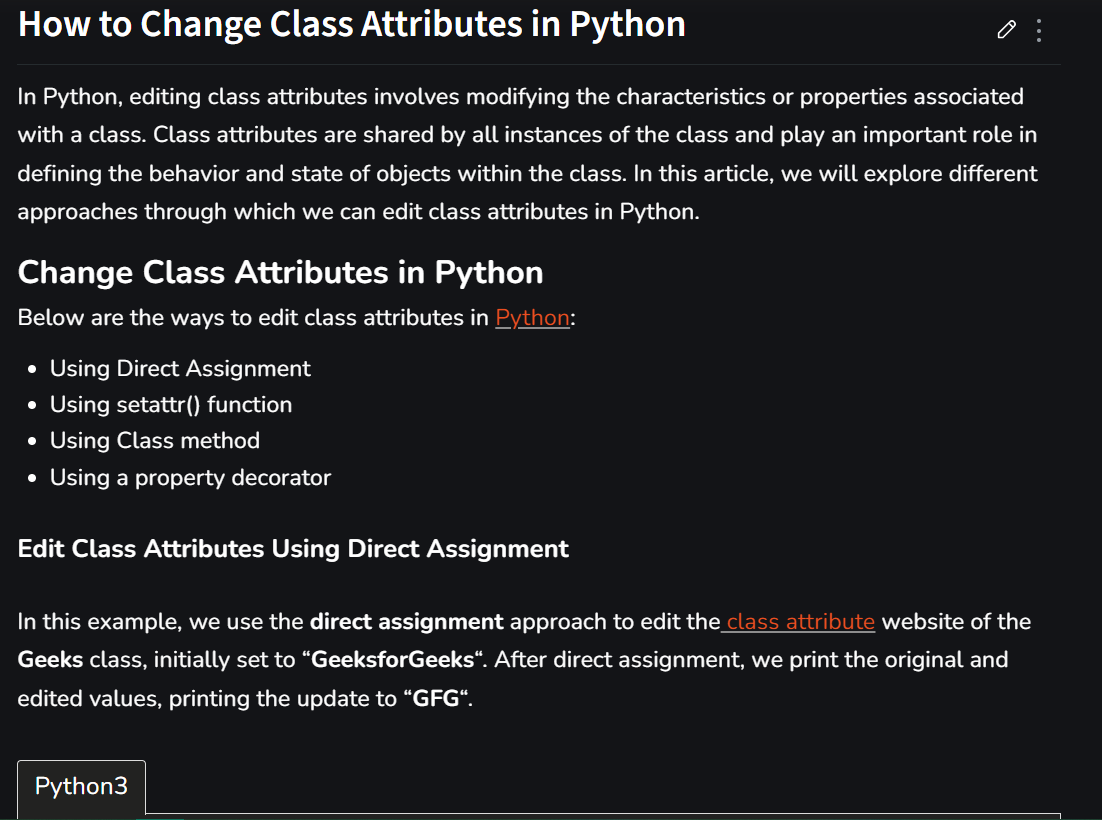 How to Change Class Attributes in Python
In Python, editing class attributes involves modifying the characteristics or properties associated
with a class. Class attributes are shared by all instances of the class and play an important role in
defining the behavior and state of objects within the class. In this article, we will explore different
approaches through which we can edit class attributes in Python.
Change Class Attributes in Python
Below are the ways to edit class attributes in Python:
• Using Direct Assignment
• Using setattr() function
• Using Class method
• Using a property decorator
Edit Class Attributes Using Direct Assignment
In this example, we use the direct assignment approach to edit the class attribute website of the
Geeks class, initially set to “GeeksforGeeks“. After direct assignment, we print the original and
edited values, printing the update to “GFG“.
Python3